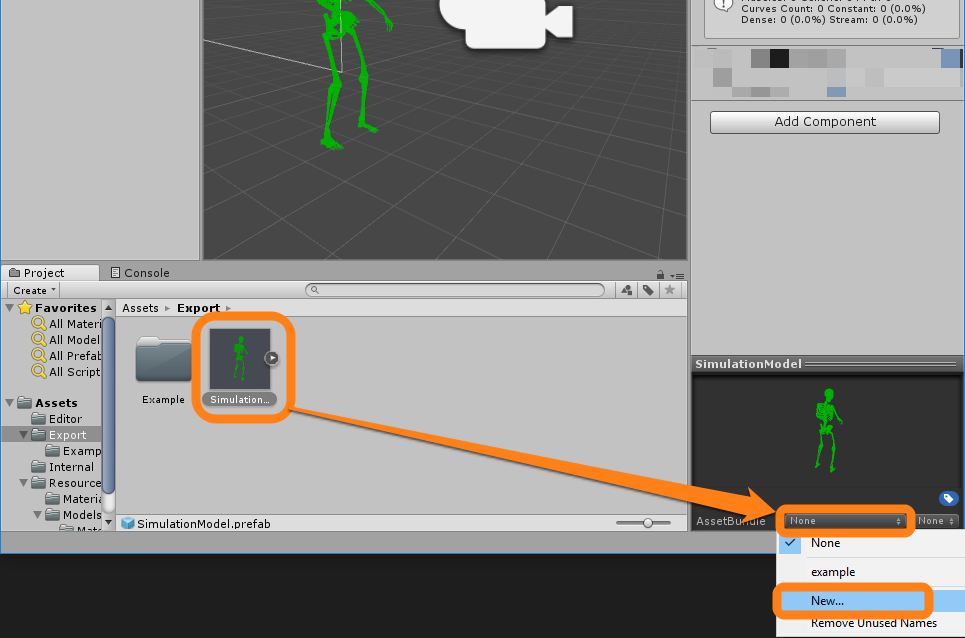 Curves Count: 0 Constant: 0 (0.0%)
Dense: 0 (0.0%) Stream: 0 (0.0%)
Add Component
Project
Console
Create
Favorites
All Materi
All Model
All Prefab
All Script
Assets
Editor
Export
Examp
Internal
Resource
Materia
Models
Assets Export
Example
Simulation...
SimulationModel.prefab
SimulationModel
AssetBundle None None
None
example
New...
Remove Unused Names